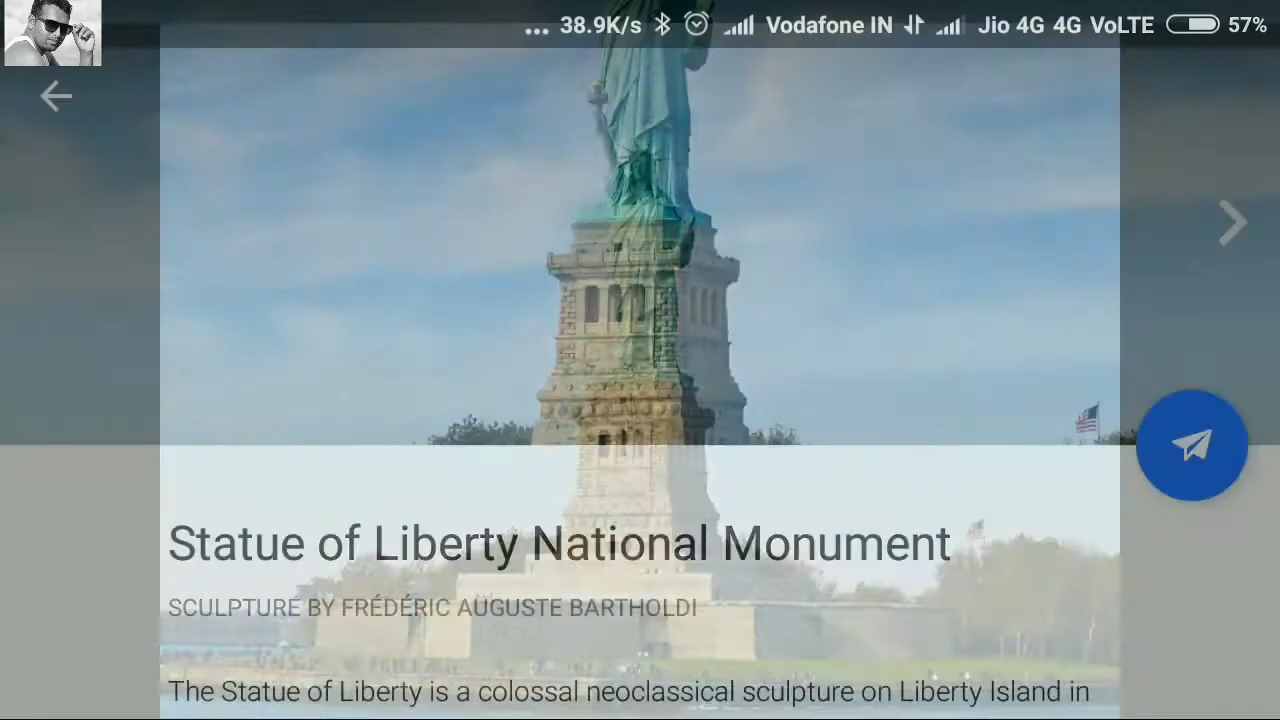 ... 38.9K/s Vodafone IN Jio 4G 4G VoLTE 57%
Statue of Liberty National Monument
SCULPTURE BY FRÉDÉRIC AUGUSTE BARTHOLDI
The Statue of Liberty is a colossal neoclassical sculpture on Liberty Island in